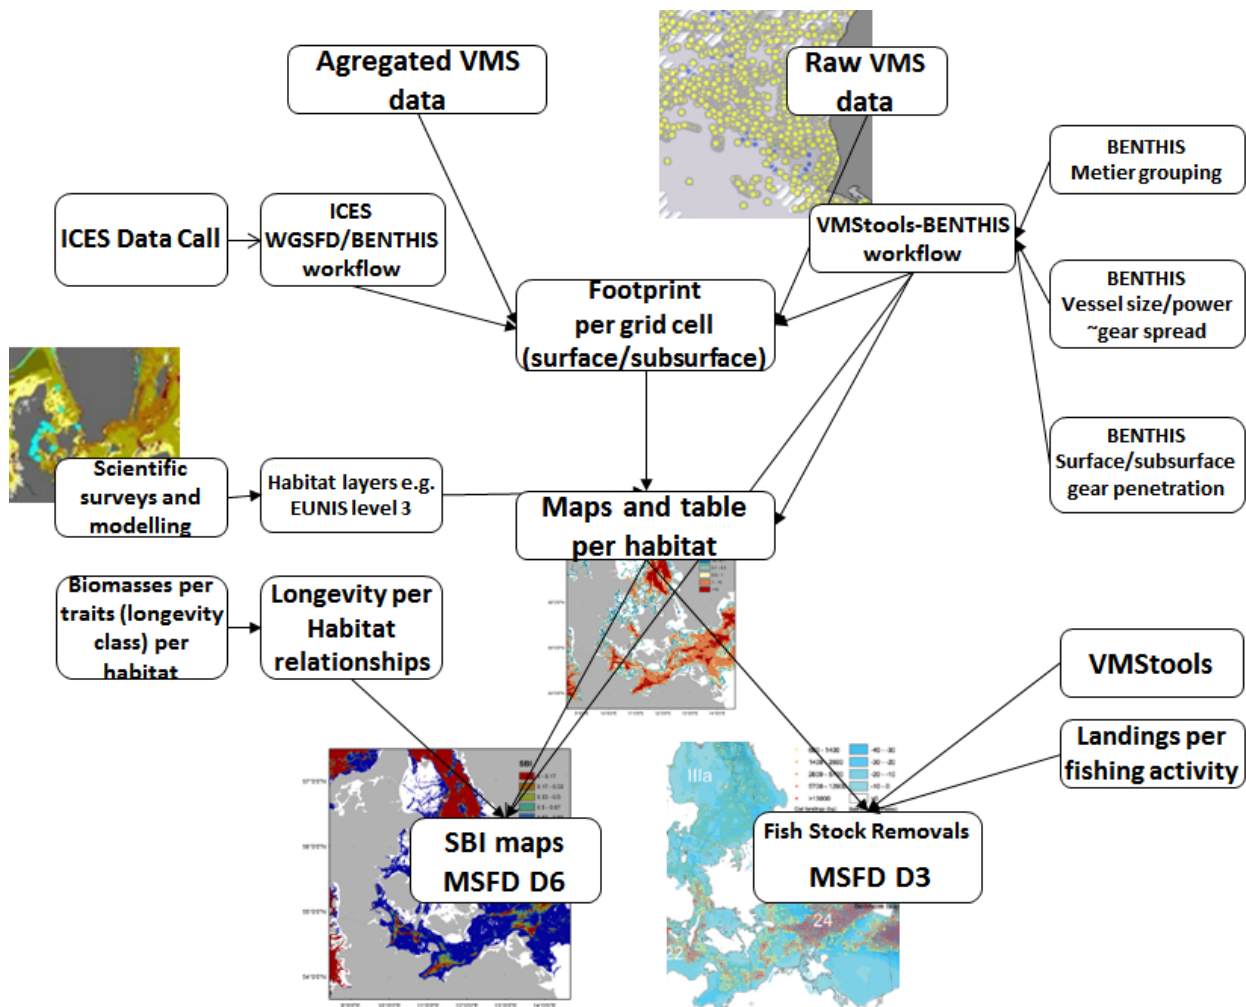 Agregated VMS
data
Raw VMS
data
BENTHIS
Metier grouping
ICES Data Call
ICES
WGSFD/BENTHIS
workflow
VMStools-BENTHIS
workflow
BENTHIS
Vessel size/power
~gear spread
Footprint
per grid cell
(surface/subsurface)
BENTHIS
Surface/subsurface
gear penetration
Scientific
surveys and
modelling
Habitat layers e.g.
EUNIS level 3
Maps and table
per habitat
Biomasses per
traits (longevity
class) per
habitat
Longevity per
Habitat
relationships
VMStools
Landings per
fishing activity
SBI
IIIa
SBI maps
MSFD D6
Fish Stock Removals
MSFD D3
24